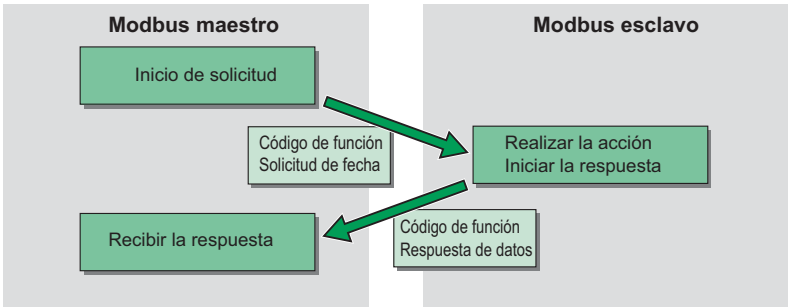 Modbus maestro
Modbus esclavo
Inicio de solicitud
Código de función
Solicitud de fecha
Realizar la acción
Iniciar la respuesta
Recibir la respuesta
Código de función
Respuesta de datos